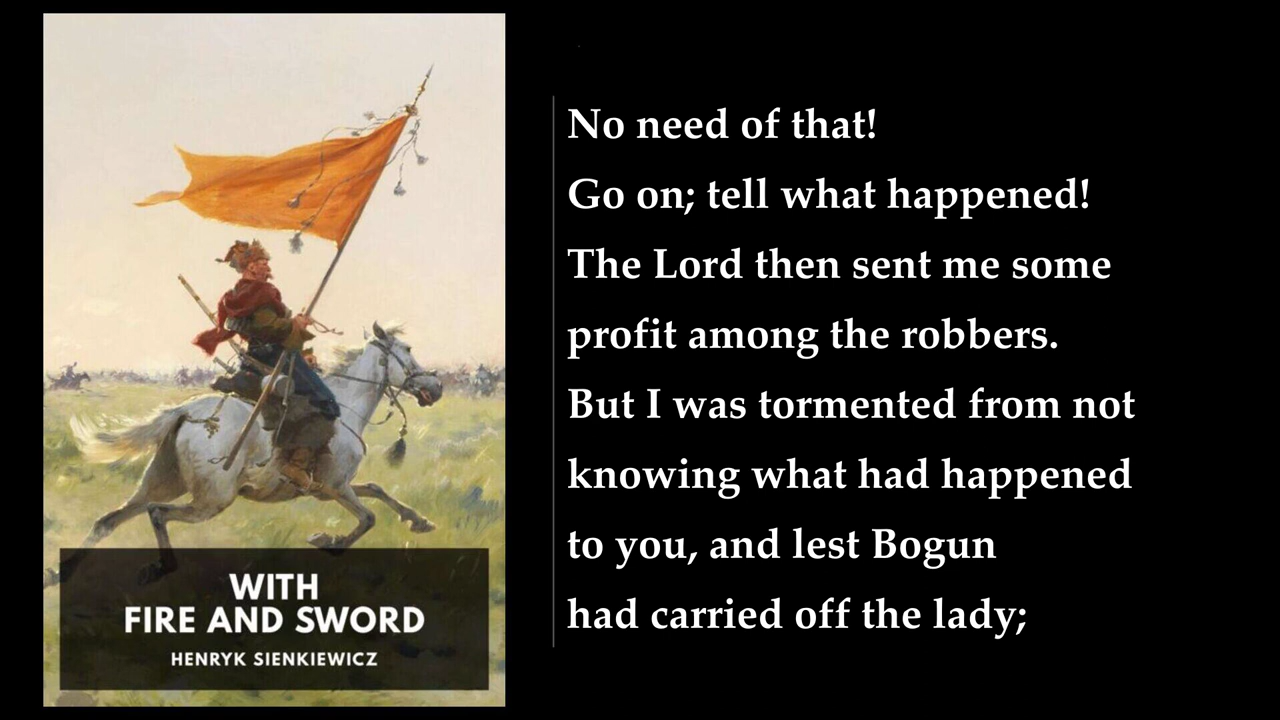 WITH
FIRE AND SWORD
HENRYK SIENKIEWICZ
No need of that!
Go on; tell what happened!
The Lord then sent me some
profit among the robbers.
But I was tormented from not
knowing what had happened
to you, and lest Bogun
had carried off the lady;